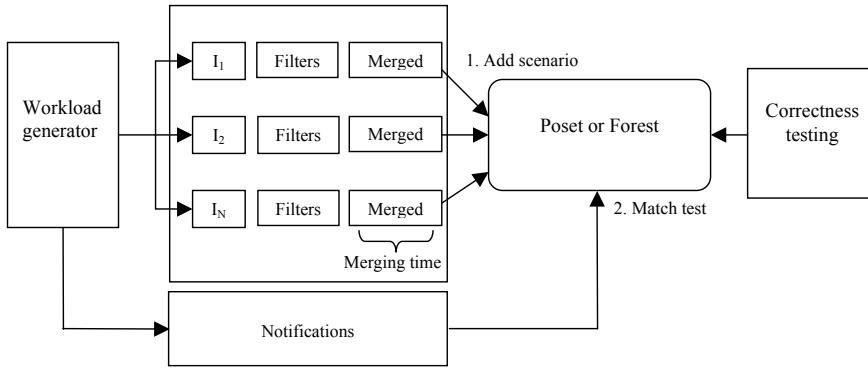 I1 Filters Merged
1. Add scenario
Workload
generator
I2 Filters Merged
Poset or Forest
Correctness
testing
IN Filters Merged
2. Match test
Merging time
Notifications